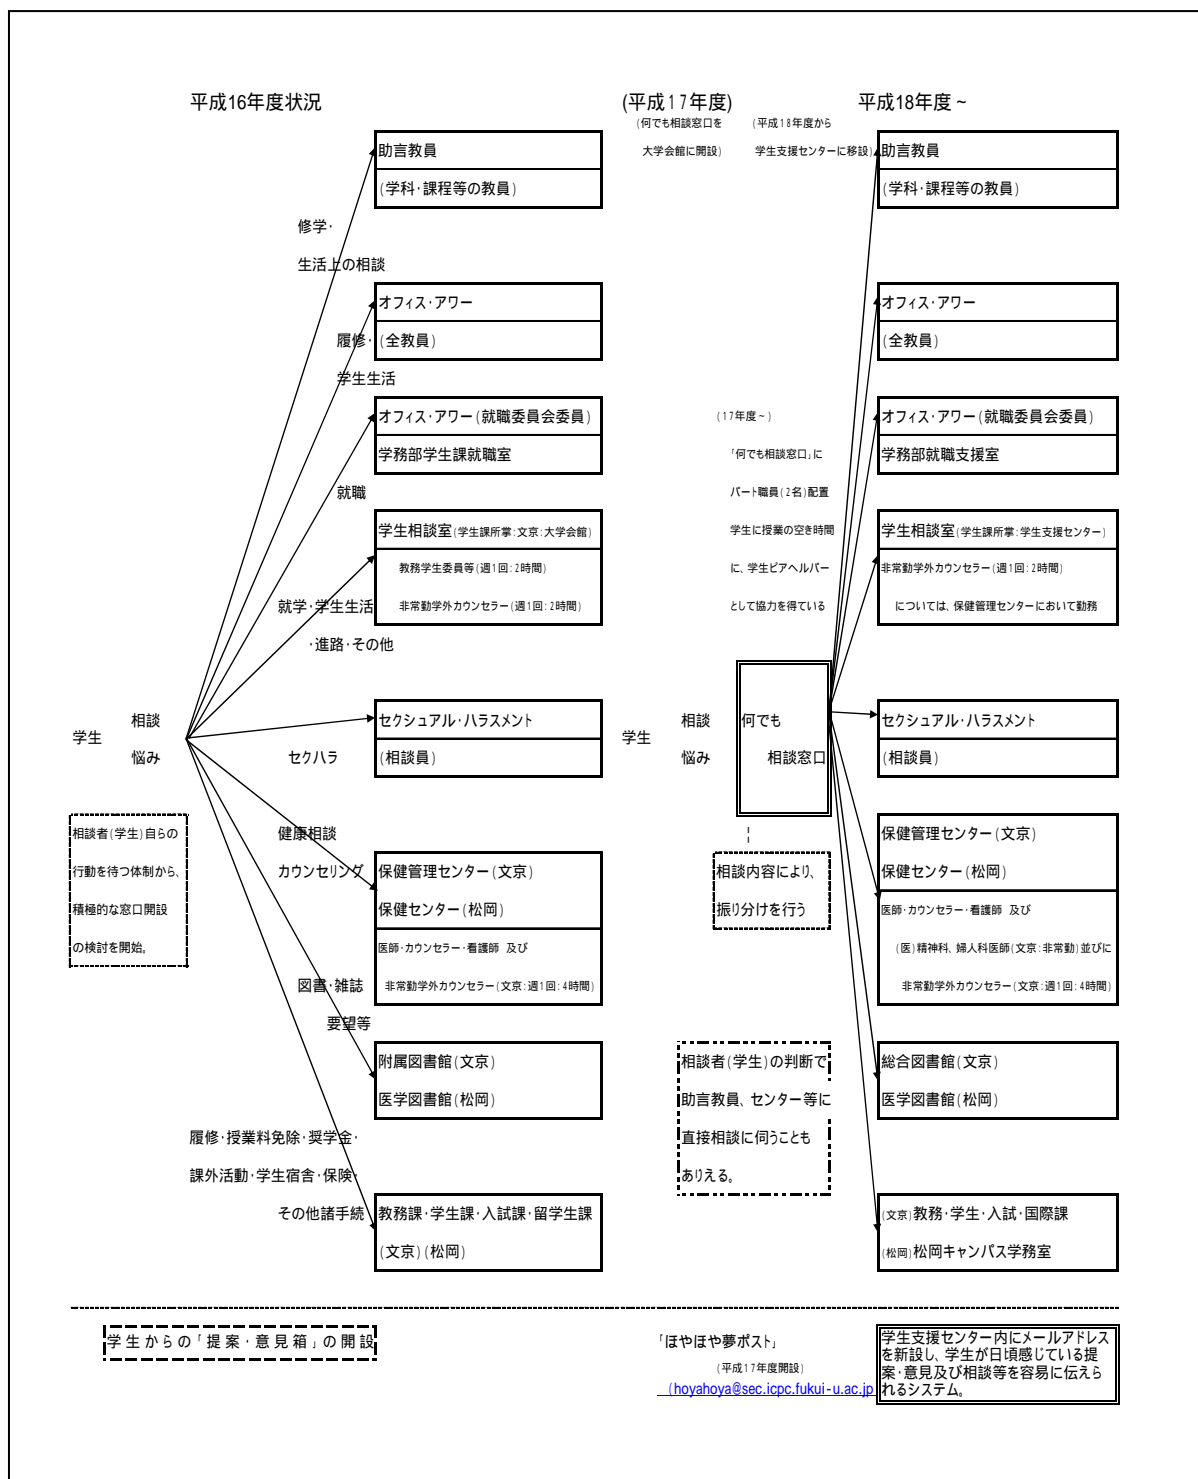 平成16年度状況
(平成17年度)
平成18年度~
(何でも相談窓口を
大学会館に開設)
(平成18年度から
学生支援センターに移設)
助言教員
(学科・課程等の教員)
修学・
生活上の相談
オフィス・アワー
(全教員)
履修・
学生生活
オフィス・アワー(就職委員会委員)
学務部学生課就職室
就職
学生相談室(学生課所掌:文京:大学会館)
教務学生委員等(週1回:2時間)
非常勤学外カウンセラー(週1回:2時間)
就学・学生生活
・進路・その他
学生
相談
悩み
セクハラ
セクシュアル・ハラスメント
(相談員)
相談者(学生)自らの
行動を待つ体制から、
積極的な窓口開設
の検討を開始。
健康相談
カウンセリング
保健管理センター(文京)
保健センター(松岡)
医師・カウンセラー・看護師 及び
非常勤学外カウンセラー(文京:週1回:4時間)
図書・雑誌
要望等
附属図書館(文京)
医学図書館(松岡)
履修・授業料免除・奨学金・
課外活動・学生宿舎・保険・
その他諸手続
教務課・学生課・入試課・留学生課
(文京)(松岡)
(17年度~)
「何でも相談窓口」に
パート職員(2名)配置
学生に授業の空き時間
に、学生ピアヘルパー
として協力を得ている
学生
相談
悩み
何でも
相談窓口
相談内容により、
振り分けを行う
相談者(学生)の判断で
助言教員、センター等に
直接相談に伺うことも
ありえる。
助言教員
(学科・課程等の教員)
オフィス・アワー
(全教員)
オフィス・アワー(就職委員会委員)
学務部就職支援室
学生相談室(学生課所掌:学生支援センター)
非常勤学外カウンセラー(週1回:2時間)
については、保健管理センターにおいて勤務
セクシュアル・ハラスメント
(相談員)
保健管理センター(文京)
保健センター(松岡)
医師・カウンセラー・看護師 及び
(医)精神科、婦人科医師(文京:非常勤)並びに
非常勤学外カウンセラー(文京:週1回:4時間)
総合図書館(文京)
医学図書館(松岡)
(文京)教務・学生・入試・国際課
(松岡)松岡キャンパス学務室
学生からの「提案・意見箱」の開設
「ほやほや夢ポスト」
(平成17年度開設)
(hoyahoya@sec.icpc.fukui-u.ac.jp
学生支援センター内にメールアドレス
を新設し、学生が日頃感じている提
案・意見及び相談等を容易に伝えら
れるシステム。